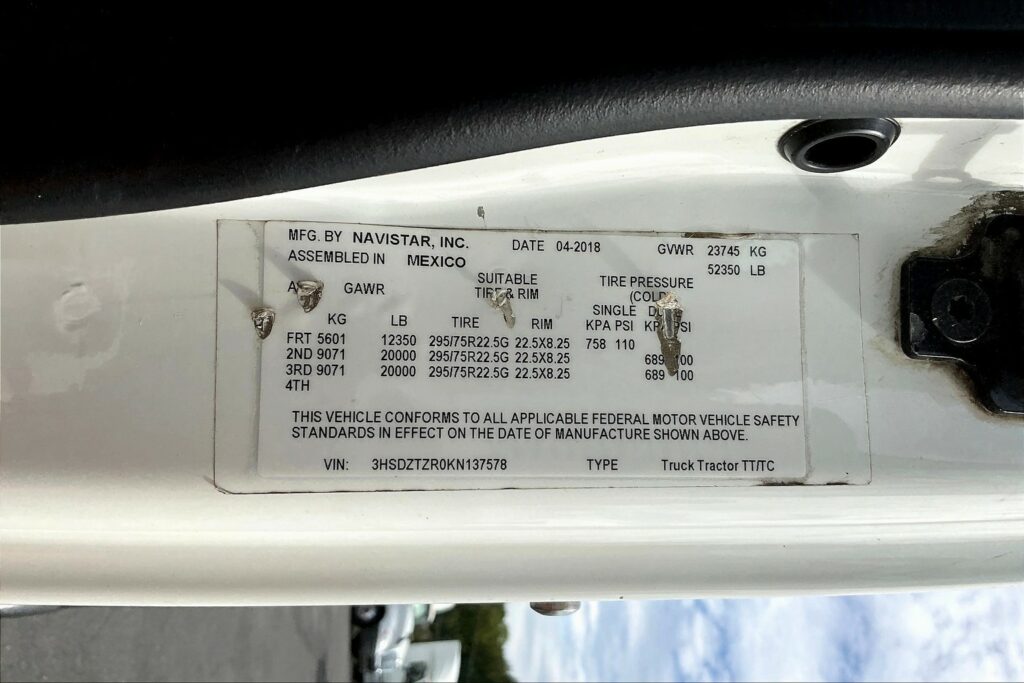 MFG. BY NAVISTAR, INC. DATE 04-2018 GVWR 23745 KG
ASSEMBLED IN MEXICO 52350 LB
GAWR SUITABLE TIRE PRESSURE
TIRE & RIM
SINGLE
KG LB TIRE RIM KPA PSI KPA PSI
FRT 5601 12350 295/75R22.5G 22.5X8.25 758 110
2ND 9071 20000 295/75R22.5G 22.5X8.25 689 100
3RD 9071 20000 295/75R22.5G 22.5X8.25 689 100
4TH
THIS VEHICLE CONFORMS TO ALL APPLICABLE FEDERAL MOTOR VEHICLE SAFETY
STANDARDS IN EFFECT ON THE DATE OF MANUFACTURE SHOWN ABOVE.
VIN: 3HSDZTZR0KN137578 TYPE Truck Tractor TT/TC